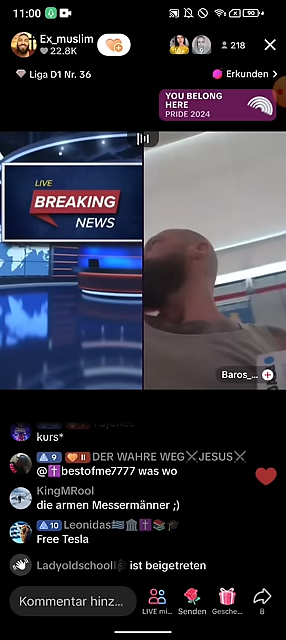 11:00
Ex_muslim
22.8K
218
Liga D1 Nr. 36
Erkunden >
YOU BELONG
HERE
PRIDE 2024
LIVE
BREAKING
NEWS
Baros_...
kurs*
9 11 DER WAHRE WEG⚔JESUS⚔
@✝️bestofme7777 was wo
KingMRool
die armen Messermänner ;)
10 Leonidas🇬🇷🏛️✝️📚🎓
Free Tesla
Ladyoldschool ist beigetreten
Kommentar hinz...
LIVE mi...
Senden
Gesche...
8